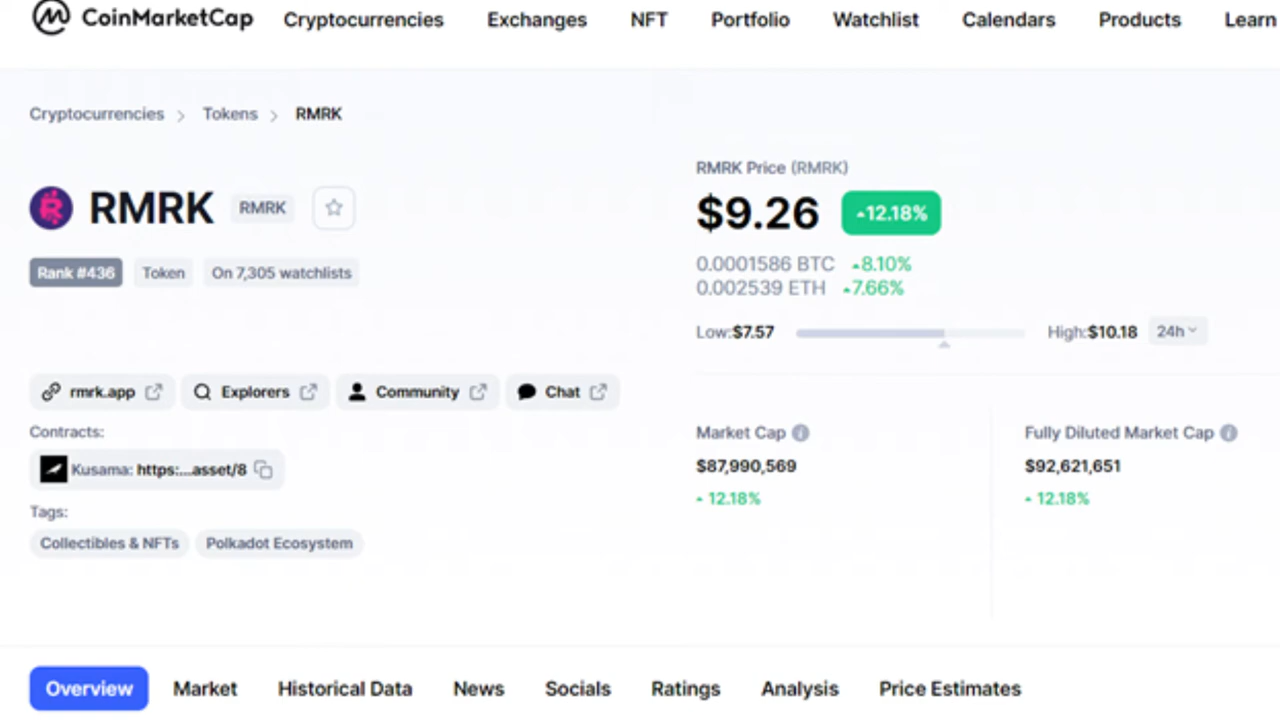 CoinMarketCap Cryptocurrencies Exchanges NFT Portfolio Watchlist Calendars Products Learn
Cryptocurrencies > Tokens > RMRK
RMRK RMRK
Rank #436 Token On 7,305 watchlists
rmrk.app Explorers Community Chat
Contracts:
Kusama: https:...asset/8
Tags:
Collectibles & NFTs Polkadot Ecosystem
RMRK Price (RMRK)
$9.26 12.18%
0.0001586 BTC 8.10%
0.002539 ETH 7.66%
Low:$7.57 High:$10.18 24h
Market Cap
$87,990,569
12.18%
Fully Diluted Market Cap
$92,621,651
12.18%
Overview Market Historical Data News Socials Ratings Analysis Price Estimates